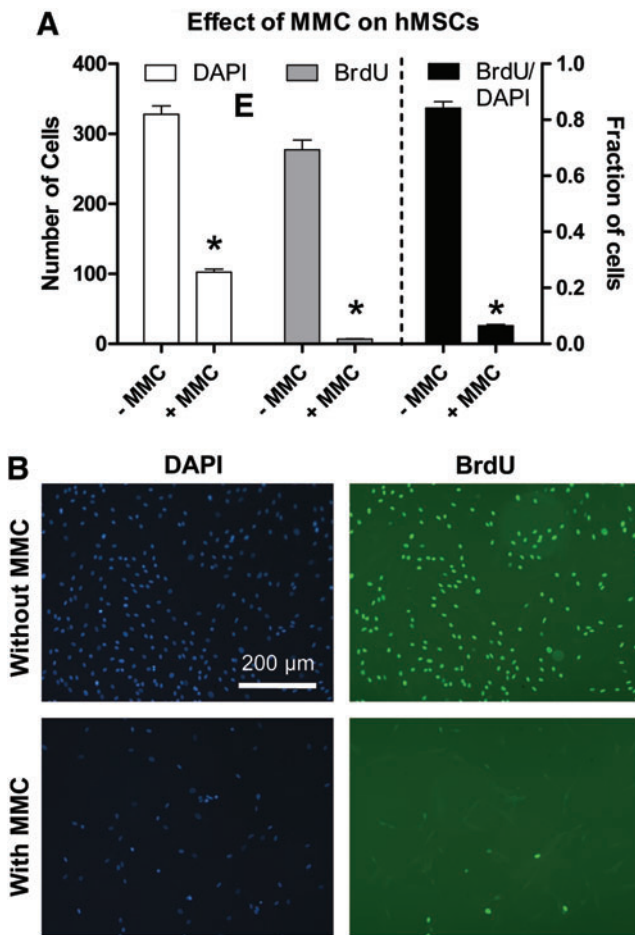 A Effect of MMC on hMSCs
400
300
200
100
0
Number of Cells
DAPI
BrdU
BrdU/
DAPI
E
1.0
0.8
0.6
0.4
0.2
0.0
Fraction of cells
*
*
*
- MMC
+ MMC
- MMC
+ MMC
- MMC
+ MMC
B DAPI BrdU
Without MMC
200 µm
With MMC